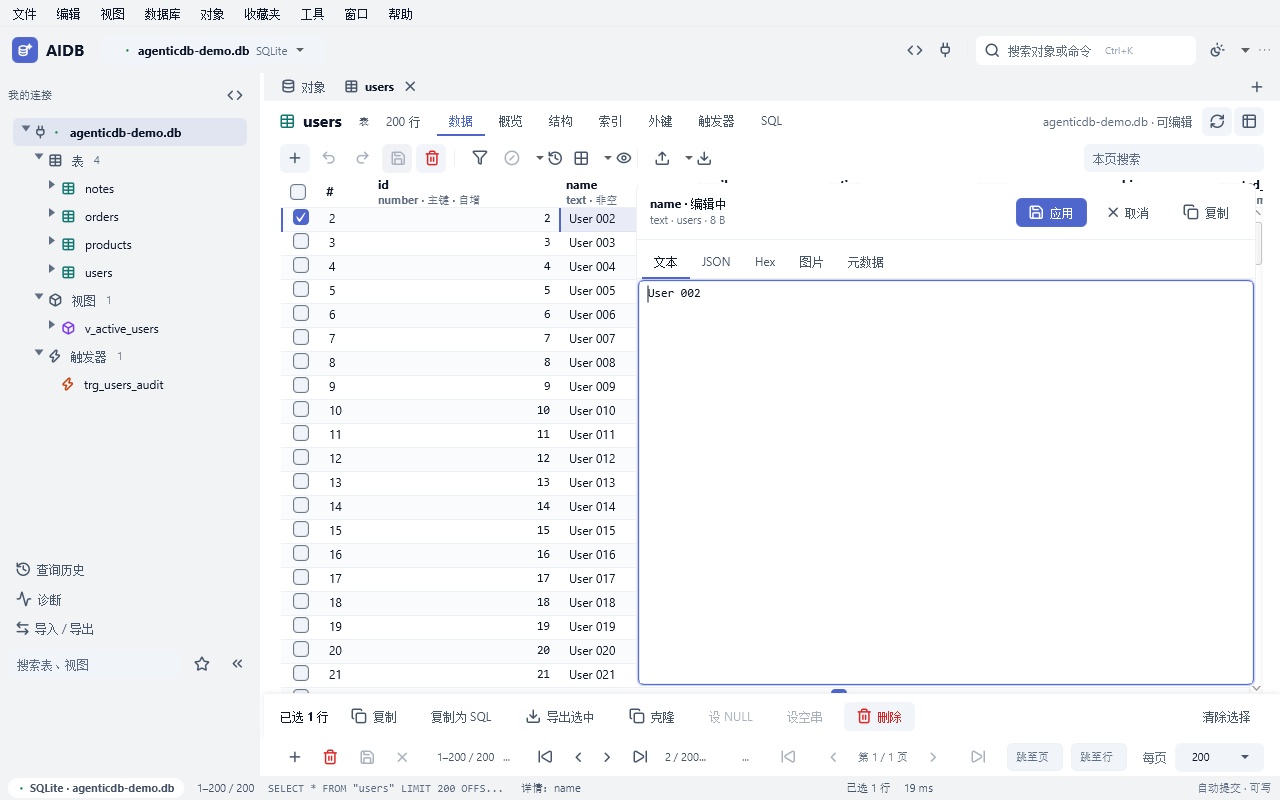 文件 编辑 视图 数据库 对象 收藏夹 工具 窗口 帮助
AIDB
agenticdb-demo.db SQLite
搜索对象或命令 Ctrl+K
我的连接
agenticdb-demo.db
表 4
notes
orders
products
users
视图 1
v_active_users
触发器 1
trg_users_audit
查询历史
诊断
导入 / 导出
搜索表、视图
对象 users
users 表 200 行 数据 概览 结构 索引 外键 触发器 SQL
agenticdb-demo.db · 可编辑
本页搜索
# id name
number · 主键 · 自增 text · 非空
2 2 User 002
3 3 User 003
4 4 User 004
5 5 User 005
6 6 User 006
7 7 User 007
8 8 User 008
9 9 User 009
10 10 User 010
11 11 User 011
12 12 User 012
13 13 User 013
14 14 User 014
15 15 User 015
16 16 User 016
17 17 User 017
18 18 User 018
19 19 User 019
20 20 User 020
21 21 User 021
name · 编辑中
text · users · 8 B
应用 取消 复制
文本 JSON Hex 图片 元数据
User 002
已选 1 行 复制 复制为 SQL 导出选中 克隆 设 NULL 设空串 删除 清除选择
1–200 / 200 ... 2 / 200... ... 第 1 / 1 页 跳至页 跳至行 每页 200
SQLite · agenticdb-demo.db 1–200 / 200 SELECT * FROM "users" LIMIT 200 OFFS... 详情: name 已选 1 行 19 ms 自动提交 · 可写